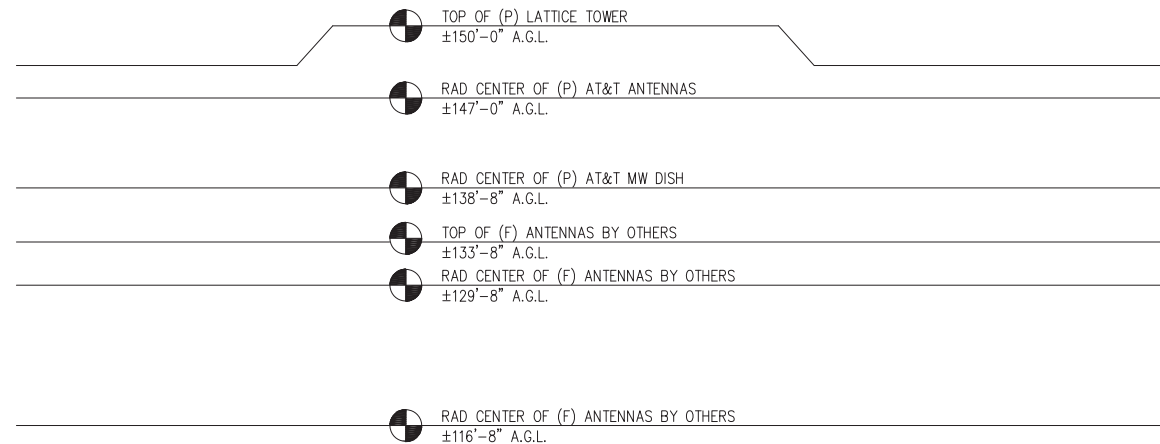 TOP OF (P) LATTICE TOWER
±150'-0" A.G.L.
RAD CENTER OF (P) AT&T ANTENNAS
±147'-0" A.G.L.
RAD CENTER OF (P) AT&T MW DISH
±138'-8" A.G.L.
TOP OF (F) ANTENNAS BY OTHERS
±133'-8" A.G.L.
RAD CENTER OF (F) ANTENNAS BY OTHERS
±129'-8" A.G.L.
RAD CENTER OF (F) ANTENNAS BY OTHERS
±116'-8" A.G.L.